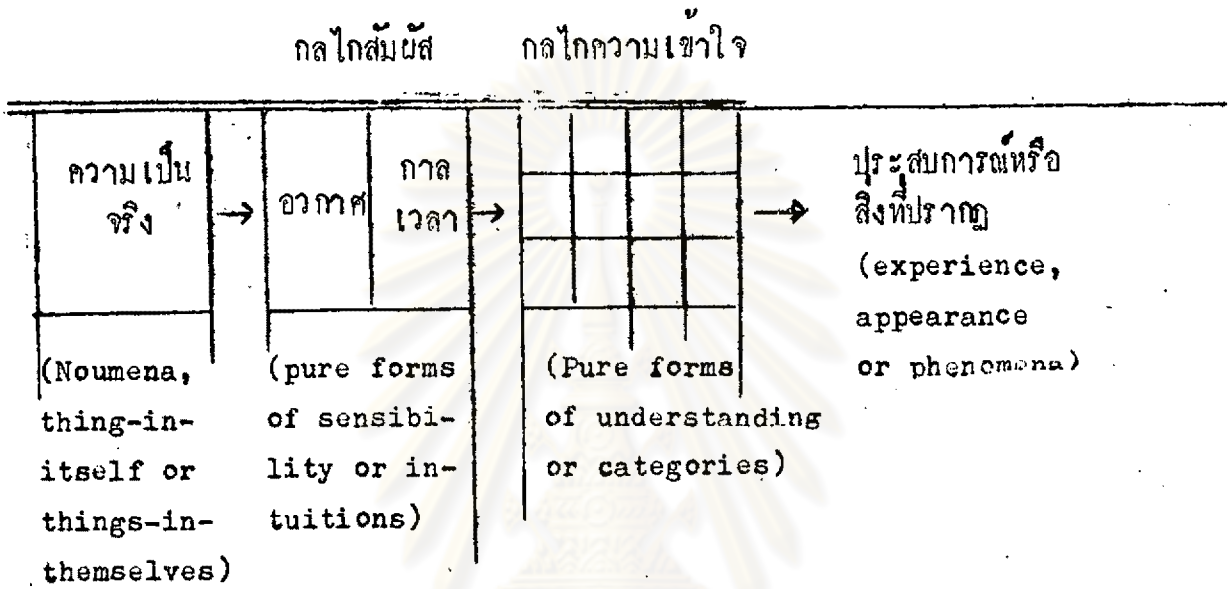 กลไกสัมผัส กลไกความเข้าใจ
ความเป็น
จริง
อวกาศ
กาล
เวลา
ประสบการณ์หรือ
สิ่งที่ปรากฏ
(experience,
appearance
or phenomena)
(Noumena,
thing-in-
itself or
things-in-
themselves)
(pure forms
of sensibi-
lity or in-
tuitions)
(Pure forms
of understanding
or categories)